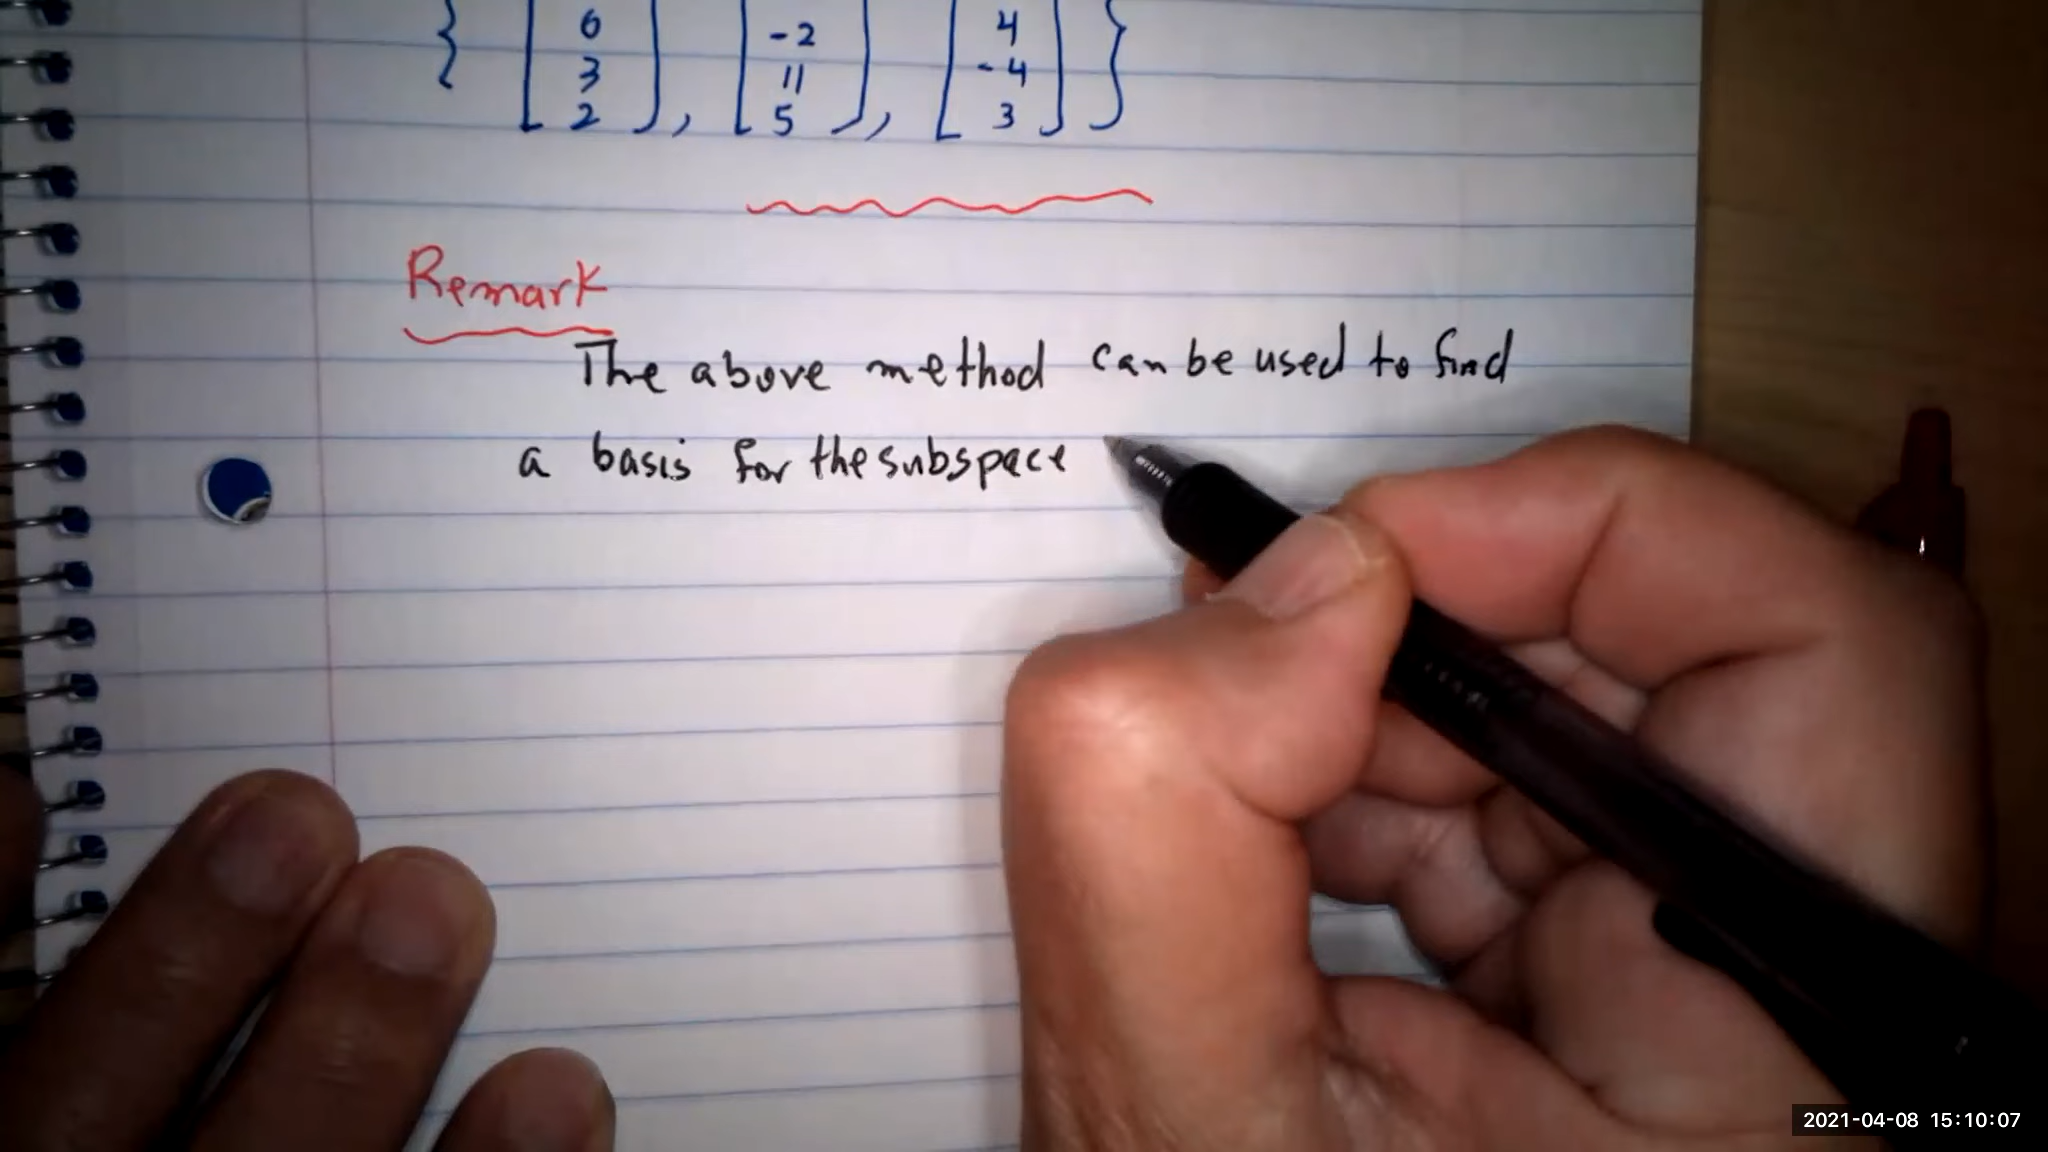 { [ 0 ] , [ -2 ] , [ 4 ] }
3 11 -4
2 5 3
Remark
The above method can be used to find
a basis for the subspace
2021-04-08 15:10:07